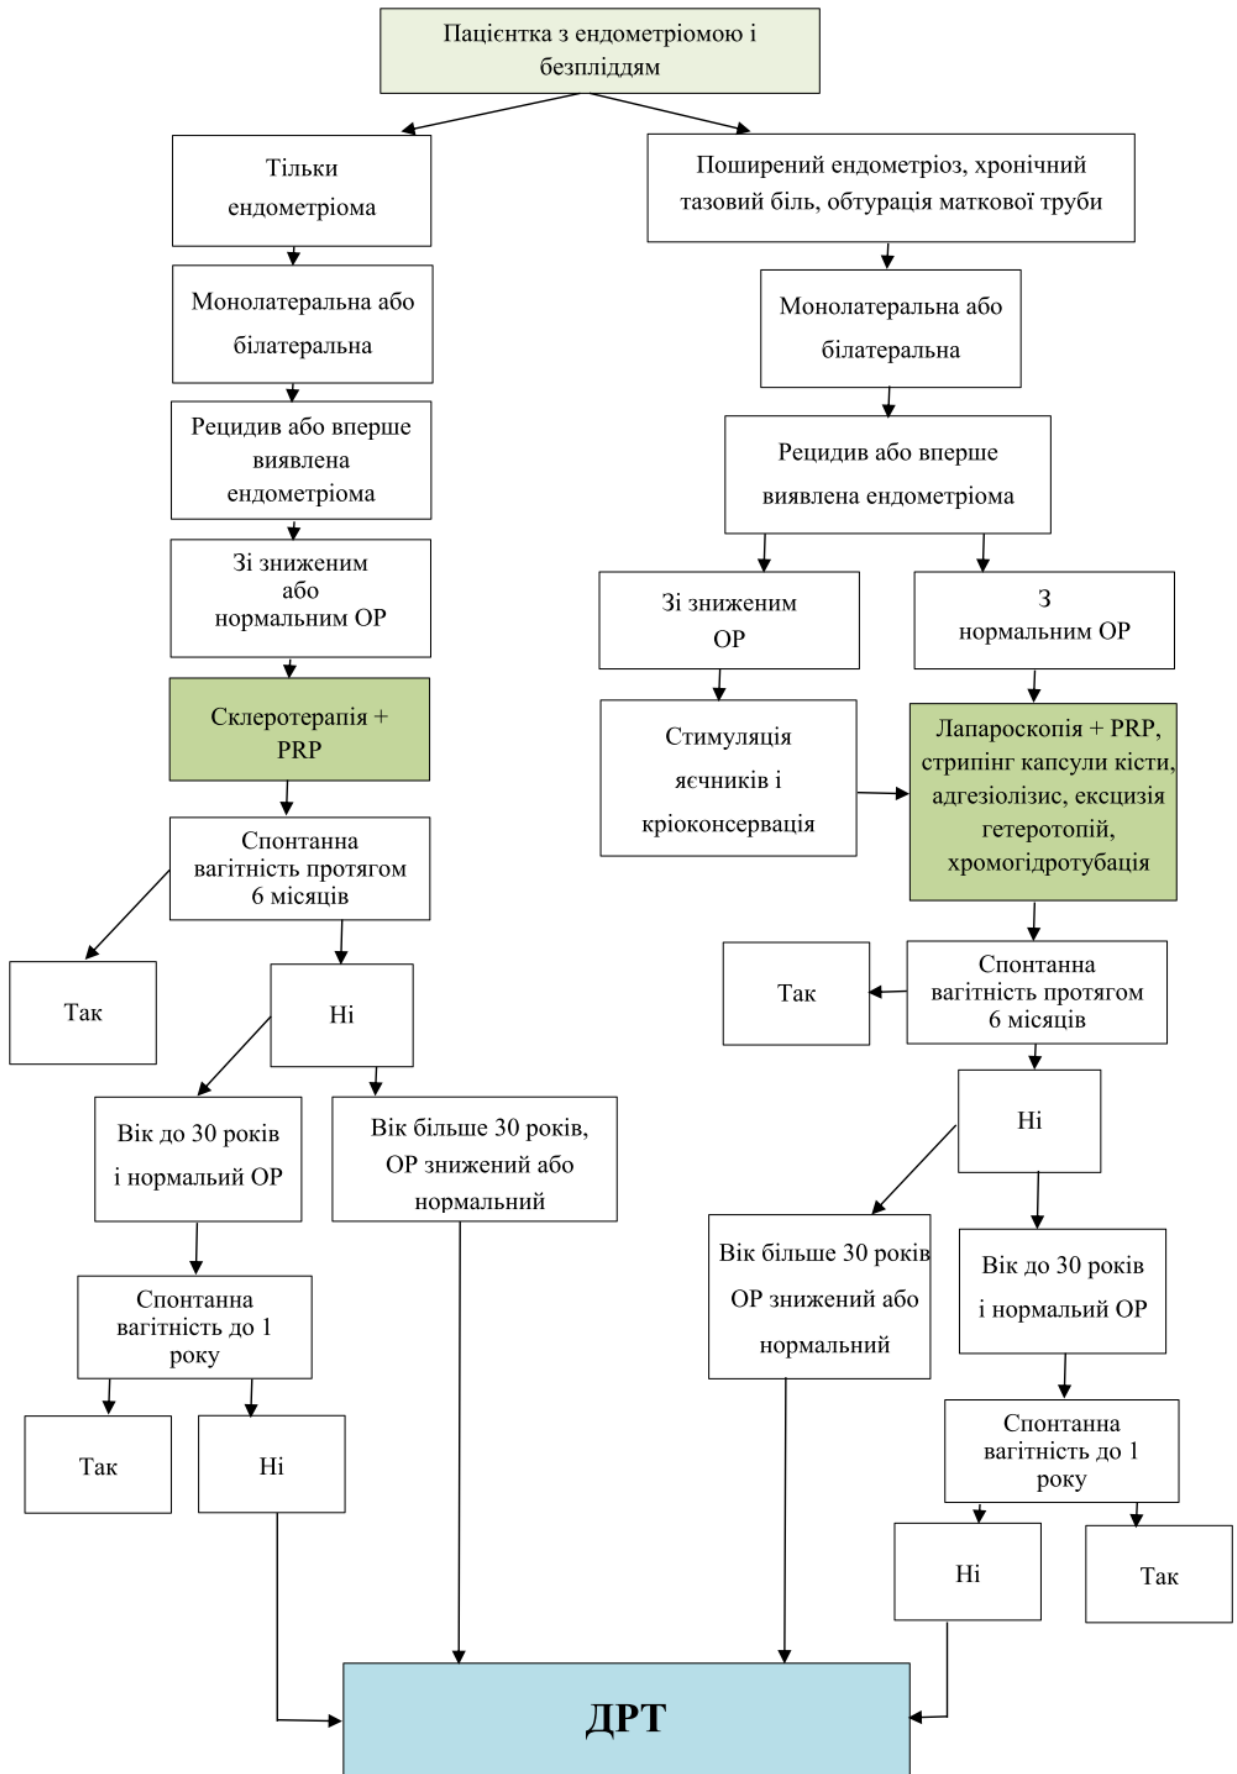 Пацієнтка з ендометріомою і
безпліддям
Тільки
ендометріома
Монолатеральна або
білатеральна
Рецидив або вперше
виявлена
ендометріома
Зі зниженим
або
нормальним ОР
Склеротерапія +
PRP
Спонтанна
вагітність протягом
6 місяців
Так
Ні
Вік до 30 років
і нормальий ОР
Вік більше 30 років,
ОР знижений або
нормальний
Спонтанна
вагітність до 1
року
Так
Ні
Поширений ендометріоз, хронічний
тазовий біль, обтурація маткової труби
Монолатеральна або
білатеральна
Рецидив або вперше
виявлена ендометріома
Зі зниженим
ОР
З
нормальним ОР
Стимуляція
яєчників і
кріоконсервація
Лапароскопія + PRP,
стрипінг капсули кісти,
адгезіолізис, ексцизія
гетеротопій,
хромогідротубація
Спонтанна
вагітність протягом
6 місяців
Так
Ні
Вік більше 30 років
ОР знижений або
нормальний
Вік до 30 років
і нормальий ОР
Спонтанна
вагітність до 1
року
Ні
Так
ДРТ